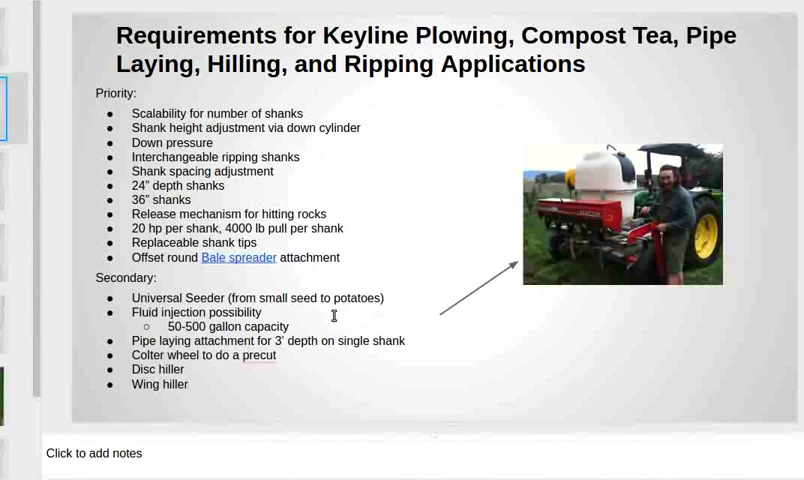 Requirements for Keyline Plowing, Compost Tea, Pipe
Laying, Hilling, and Ripping Applications
Priority:
● Scalability for number of shanks
● Shank height adjustment via down cylinder
● Down pressure
● Interchangeable ripping shanks
● Shank spacing adjustment
● 24” depth shanks
● 36” shanks
● Release mechanism for hitting rocks
● 20 hp per shank, 4000 lb pull per shank
● Replaceable shank tips
● Offset round Bale spreader attachment
Secondary:
● Universal Seeder (from small seed to potatoes)
● Fluid injection possibility
○ 50-500 gallon capacity
● Pipe laying attachment for 3’ depth on single shank
● Colter wheel to do a precut
● Disc hiller
● Wing hiller
Click to add notes